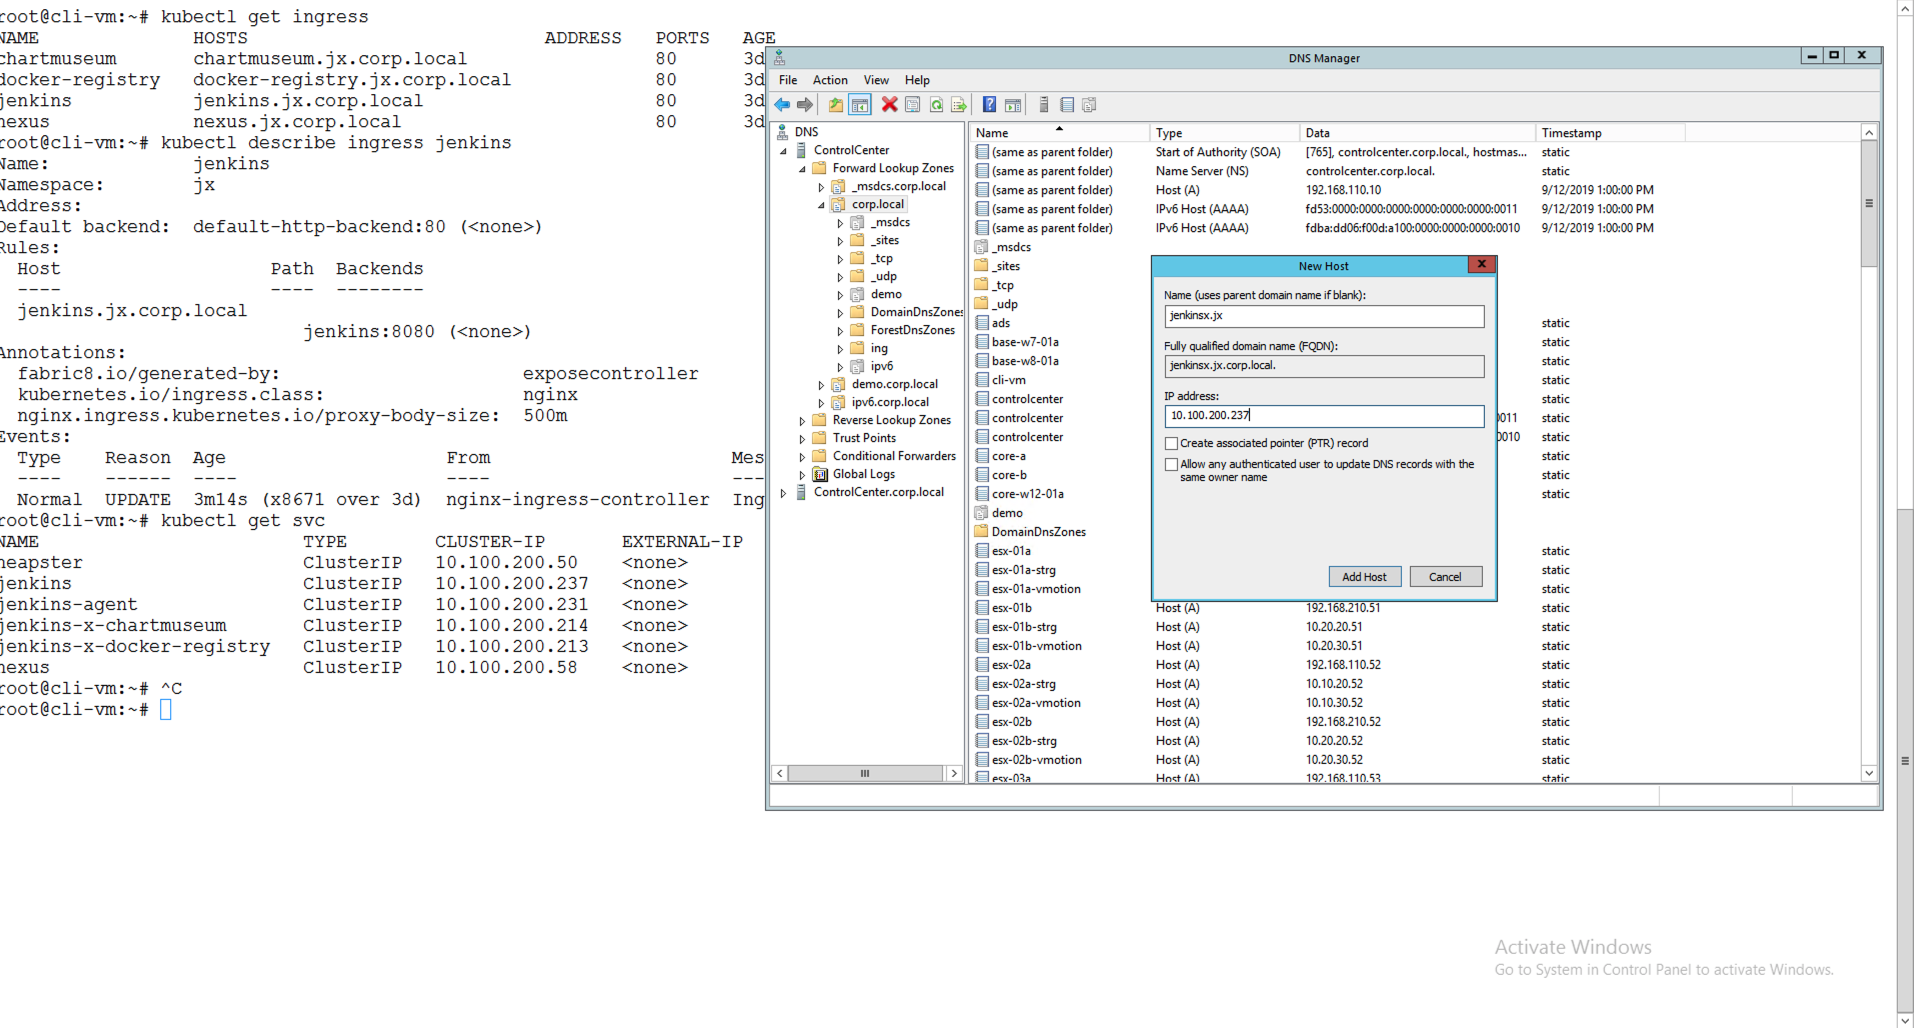 root@cli-vm:~# kubectl get ingress
NAME HOSTS ADDRESS PORTS AGE
chartmuseum chartmuseum.jx.corp.local 80 3d
docker-registry docker-registry.jx.corp.local 80 3d
jenkins jenkins.jx.corp.local 80 3d
nexus nexus.jx.corp.local 80 3d
root@cli-vm:~# kubectl describe ingress jenkins
Name: jenkins
Namespace: jx
Address:
Default backend: default-http-backend:80 (<none>)
Rules:
Host Path Backends
---- ---- --------
jenkins.jx.corp.local
jenkins:8080 (<none>)
Annotations:
fabric8.io/generated-by: exposecontroller
kubernetes.io/ingress.class: nginx
nginx.ingress.kubernetes.io/proxy-body-size: 500m
Events:
Type Reason Age From Mes
---- ------ ---- ---- ---
Normal UPDATE 3m14s (x8671 over 3d) nginx-ingress-controller Ing
root@cli-vm:~# kubectl get svc
NAME TYPE CLUSTER-IP EXTERNAL-IP
heapster ClusterIP 10.100.200.50 <none>
jenkins ClusterIP 10.100.200.237 <none>
jenkins-agent ClusterIP 10.100.200.231 <none>
jenkins-x-chartmuseum ClusterIP 10.100.200.214 <none>
jenkins-x-docker-registry ClusterIP 10.100.200.213 <none>
nexus ClusterIP 10.100.200.58 <none>
root@cli-vm:~# ^C
root@cli-vm:~#
DNS Manager
File Action View Help
DNS
ControlCenter
Forward Lookup Zones
_msdcs.corp.local
corp.local
_msdcs
_sites
_tcp
_udp
demo
DomainDnsZones
ForestDnsZones
ing
ipv6
demo.corp.local
ipv6.corp.local
Reverse Lookup Zones
Trust Points
Conditional Forwarders
Global Logs
ControlCenter.corp.local
Name Type Data Timestamp
(same as parent folder) Start of Authority (SOA) [765], controlcenter.corp.local., hostmas... static
(same as parent folder) Name Server (NS) controlcenter.corp.local. static
(same as parent folder) Host (A) 192.168.110.10 9/12/2019 1:00:00 PM
(same as parent folder) IPv6 Host (AAAA) fd53:0000:0000:0000:0000:0000:0000:0011 9/12/2019 1:00:00 PM
(same as parent folder) IPv6 Host (AAAA) fdba:dd06:f00d:a100:0000:0000:0000:0010 9/12/2019 1:00:00 PM
_msdcs
_sites
_tcp
_udp
ads static
base-w7-01a static
base-w8-01a static
cli-vm static
controlcenter static
controlcenter 0011 static
controlcenter 0010 static
core-a static
core-b static
core-w12-01a static
demo
DomainDnsZones
esx-01a static
esx-01a-strg static
esx-01a-vmotion static
esx-01b Host (A) 192.168.210.51 static
esx-01b-strg Host (A) 10.20.20.51 static
esx-01b-vmotion Host (A) 10.20.30.51 static
esx-02a Host (A) 192.168.110.52 static
esx-02a-strg Host (A) 10.10.20.52 static
esx-02a-vmotion Host (A) 10.10.30.52 static
esx-02b Host (A) 192.168.210.52 static
esx-02b-strg Host (A) 10.20.20.52 static
esx-02b-vmotion Host (A) 10.20.30.52 static
esx-03a Host (A) 192.168.110.53 static
New Host
Name (uses parent domain name if blank):
jenkinsx.jx
Fully qualified domain name (FQDN):
jenkinsx.jx.corp.local.
IP address:
10.100.200.237
Create associated pointer (PTR) record
Allow any authenticated user to update DNS records with the
same owner name
Add Host Cancel
Activate Windows
Go to System in Control Panel to activate Windows.